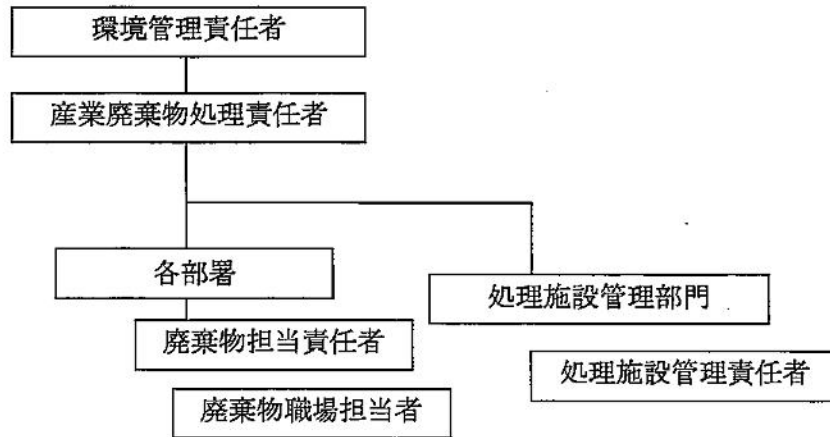 環境管理責任者
産業廃棄物処理責任者
各部署
処理施設管理部門
廃棄物担当責任者
処理施設管理責任者
廃棄物職場担当者